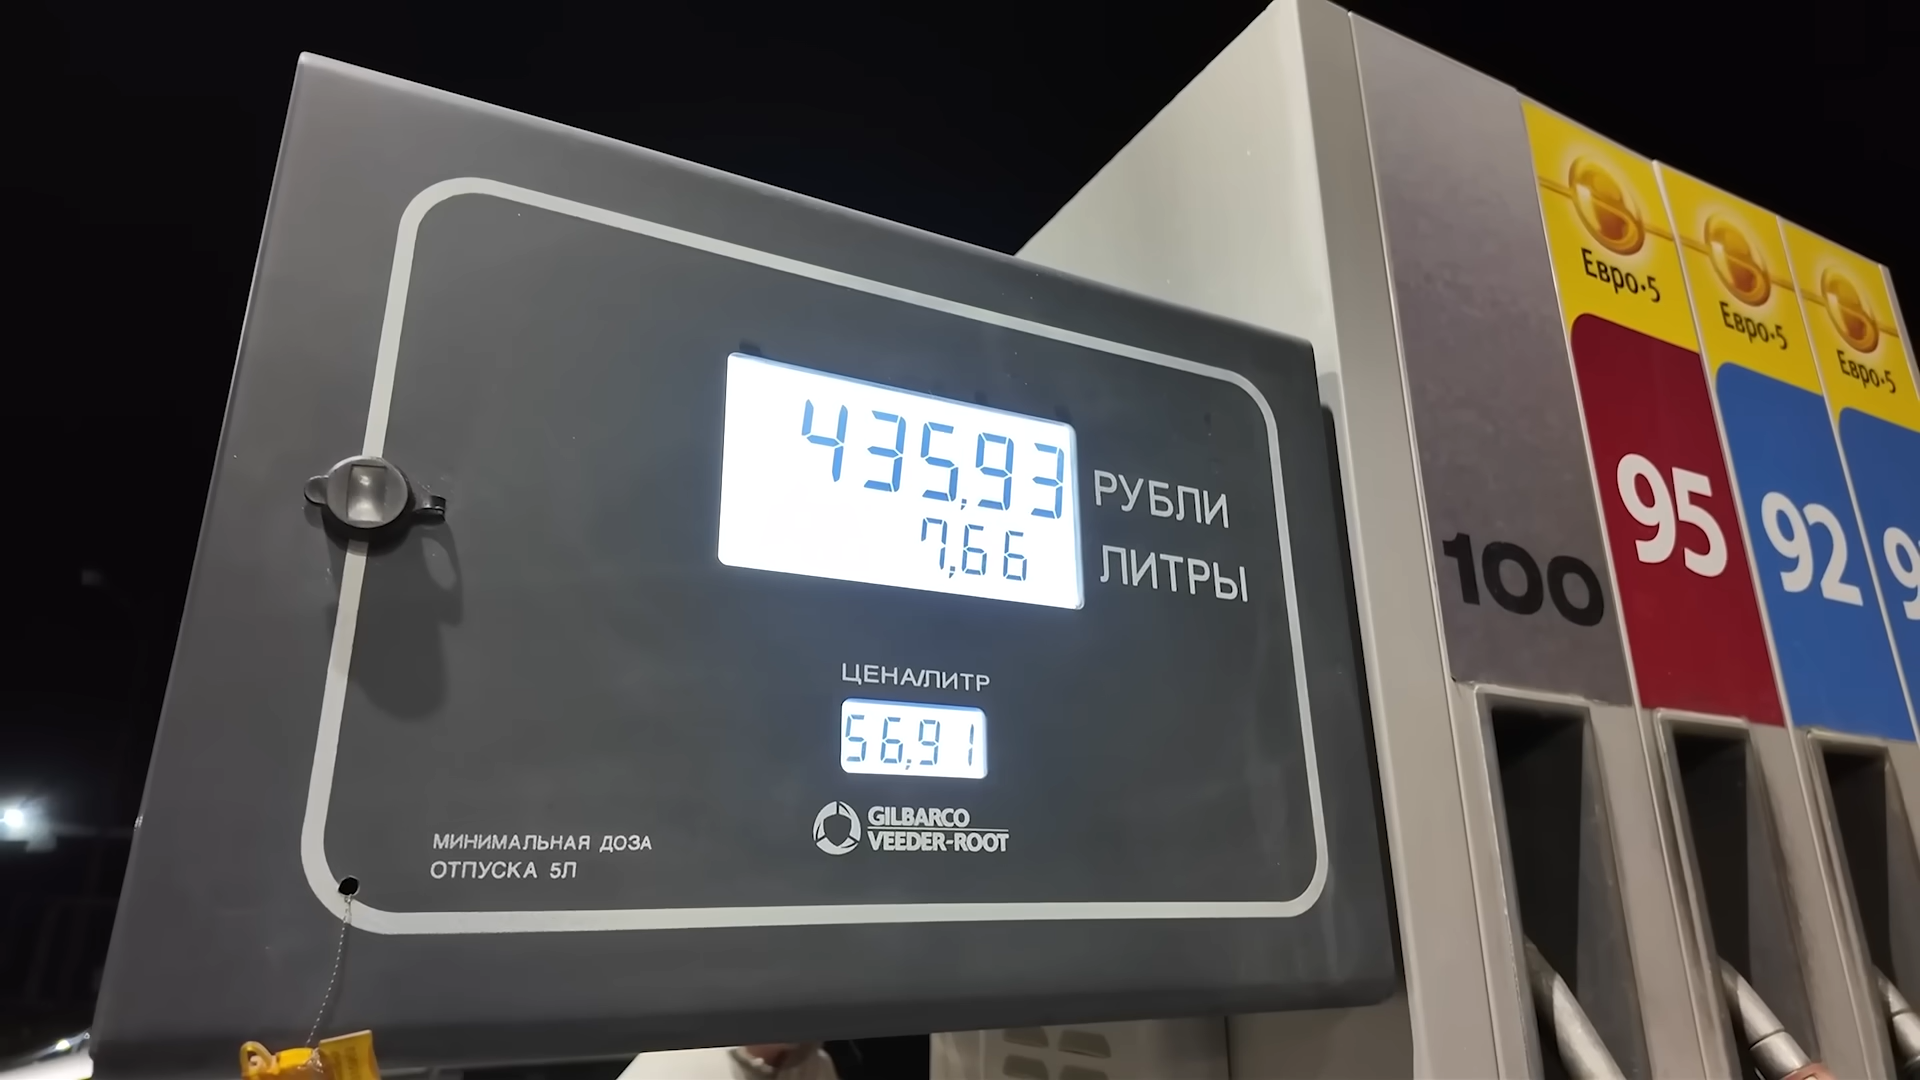 435,93
РУБЛИ
7,66
ЛИТРЫ
ЦЕНА/ЛИТР
56,91
GILBARCO
VEEDER-ROOT
МИНИМАЛЬНАЯ ДОЗА
ОТПУСКА 5Л
100
Евро·5
95
Евро·5
92
Евро·5